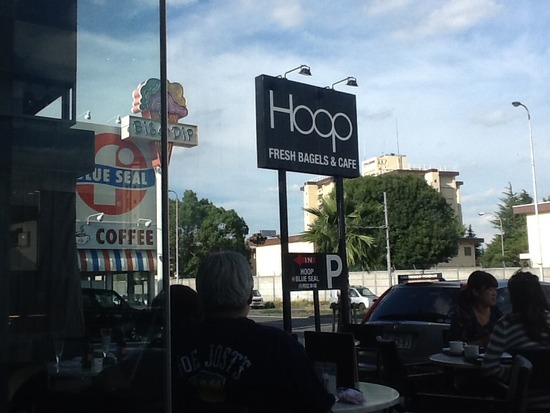 BIG DIP
BLUE SEAL
COFFEE
Hoop
FRESH BAGELS & CAFE
IN
HOOP
BLUE SEAL
P